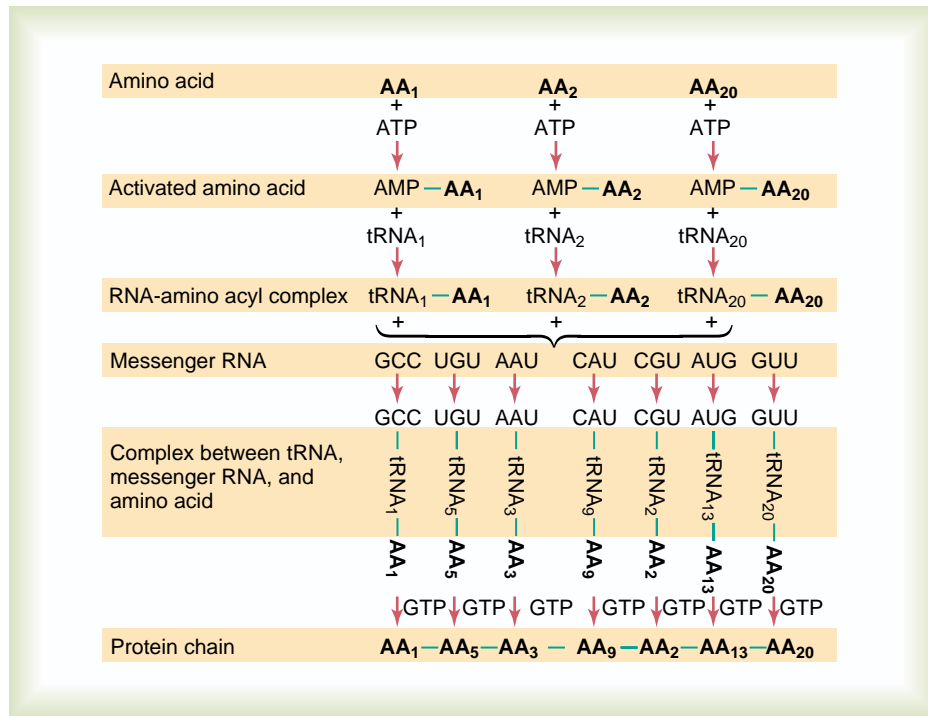 Amino acid AA1 AA2 AA20
+ + +
ATP ATP ATP
Activated amino acid AMP AA1 AMP AA2 AMP AA20
+ + +
tRNA1 tRNA2 tRNA20
RNA-amino acyl complex tRNA1 AA1 tRNA2 AA2 tRNA20 AA20
+ + +
Messenger RNA GCC UGU AAU CAU CGU AUG GUU
GCC UGU AAU CAU CGU AUG GUU
Complex between tRNA,
messenger RNA, and
amino acid
tRNA1 tRNA5 tRNA3 tRNA9 tRNA2 tRNA13 tRNA20
AA1 AA5 AA3 AA9 AA2 AA13 AA20
GTP GTP GTP GTP GTP GTP GTP
Protein chain AA1 AA5 AA3 AA9 AA2 AA13 AA20